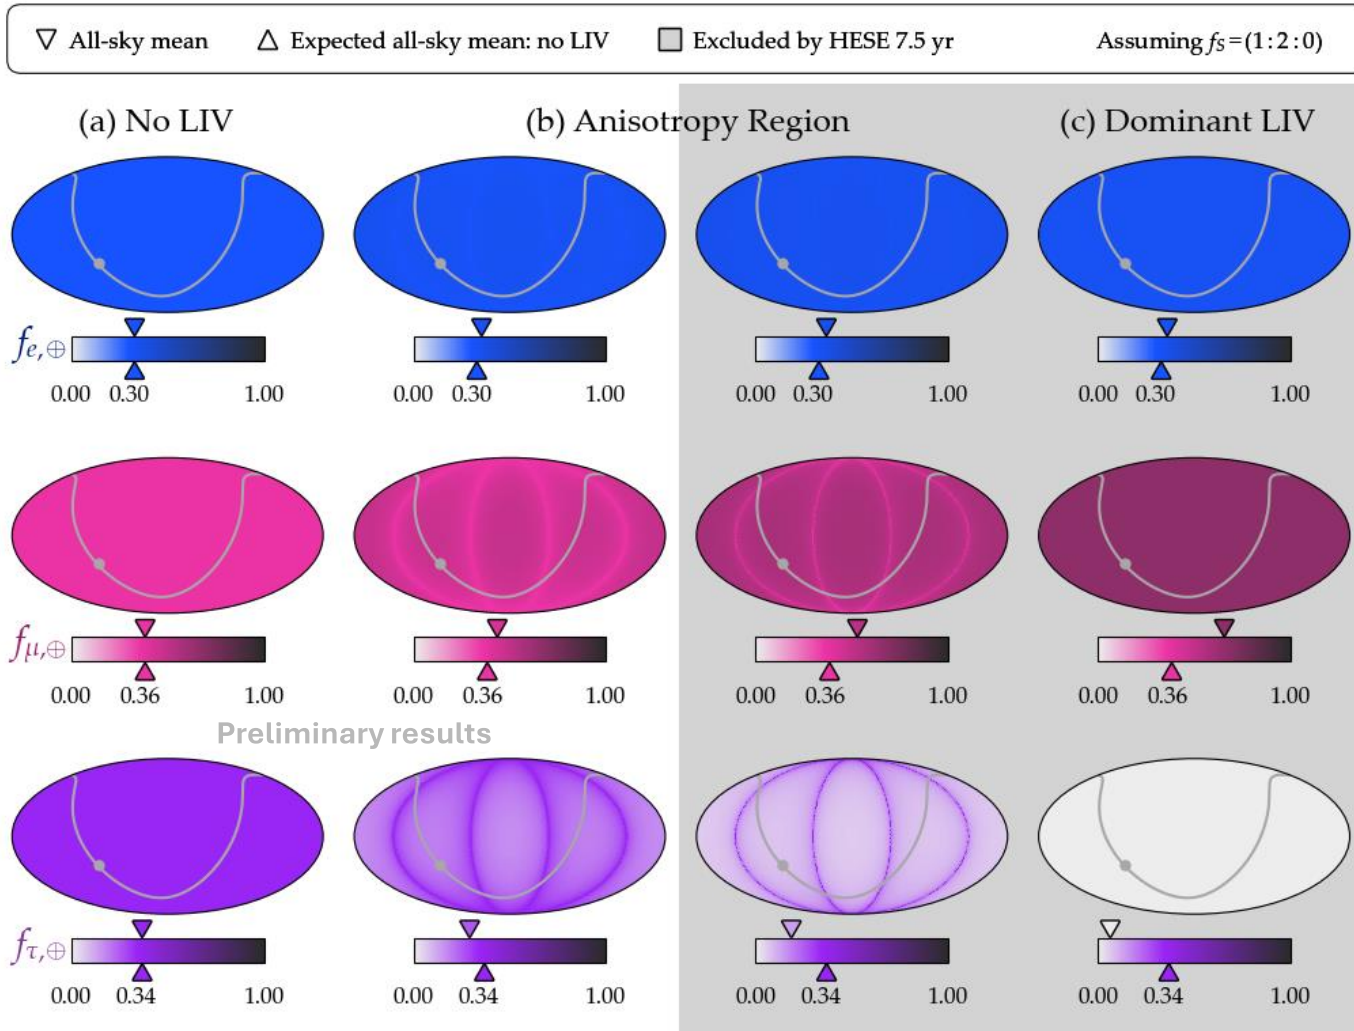 All-sky mean Expected all-sky mean: no LIV Excluded by HESE 7.5 yr Assuming fS=(1:2:0)
(a) No LIV (b) Anisotropy Region (c) Dominant LIV
fe,⊕
0.00 0.30 1.00 0.00 0.30 1.00 0.00 0.30 1.00 0.00 0.30 1.00
fμ,⊕
0.00 0.36 1.00 0.00 0.36 1.00 0.00 0.36 1.00 0.00 0.36 1.00
Preliminary results
fτ,⊕
0.00 0.34 1.00 0.00 0.34 1.00 0.00 0.34 1.00 0.00 0.34 1.00